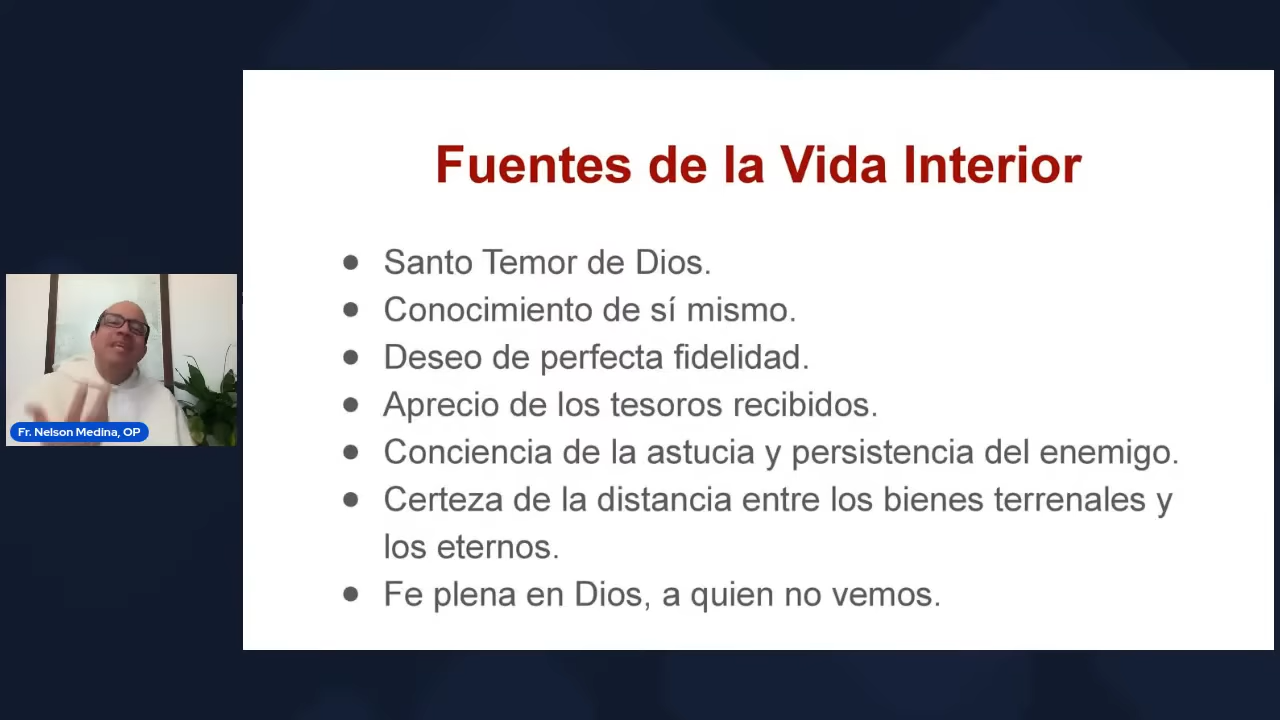 Fuentes de la Vida Interior
● Santo Temor de Dios.
● Conocimiento de sí mismo.
● Deseo de perfecta fidelidad.
● Aprecio de los tesoros recibidos.
● Conciencia de la astucia y persistencia del enemigo.
● Certeza de la distancia entre los bienes terrenales y
los eternos.
● Fe plena en Dios, a quien no vemos.
Fr. Nelson Medina, OP